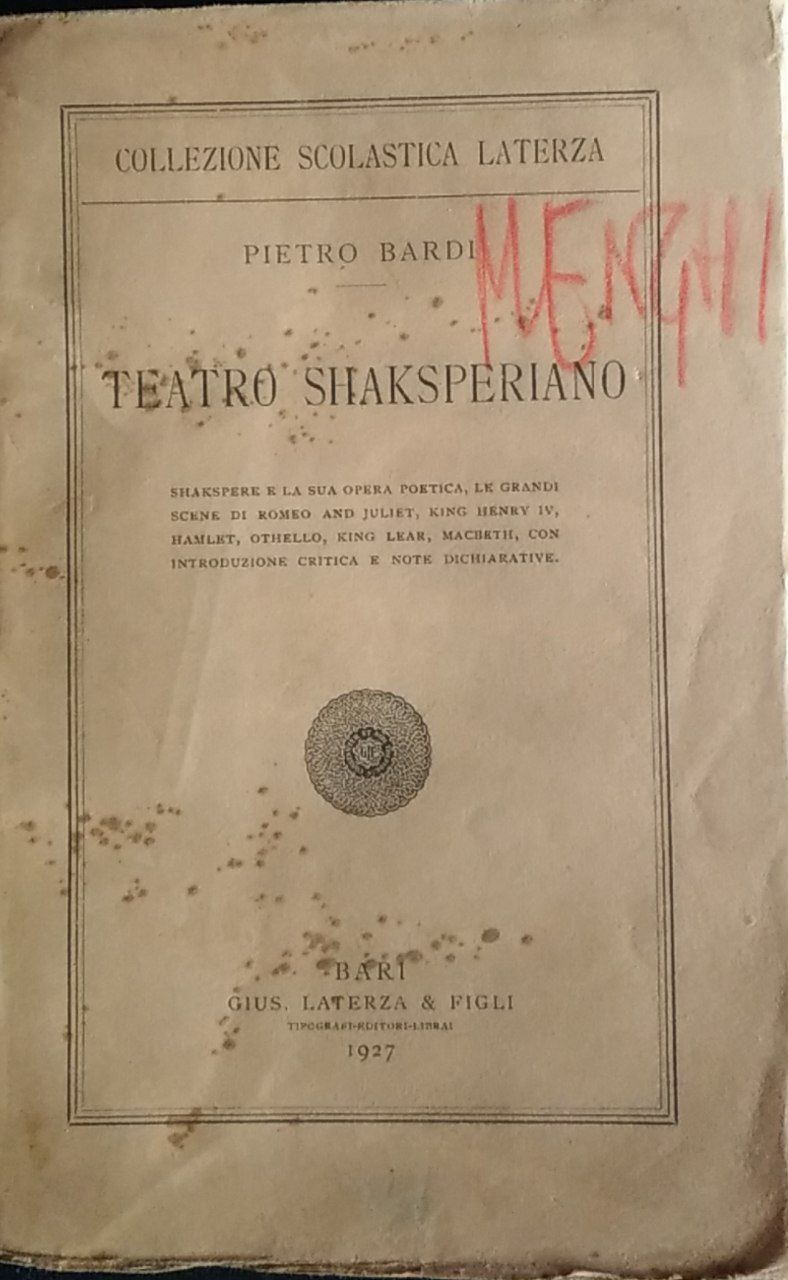 COLLEZIONE SCOLASTICA LATERZA
PIETRO BARDI
MENGHI
TEATRO SHAKSPERIANO
SHAKSPERE E LA SUA OPERA POETICA, LE GRANDI
SCENE DI ROMEO AND JULIET, KING HENRY IV,
HAMLET, OTHELLO, KING LEAR, MACBETH, CON
INTRODUZIONE CRITICA E NOTE DICHIARATIVE.
BARI
GIUS. LATERZA & FIGLI
TIPOGRAFI-EDITORI-LIBRAI
1927